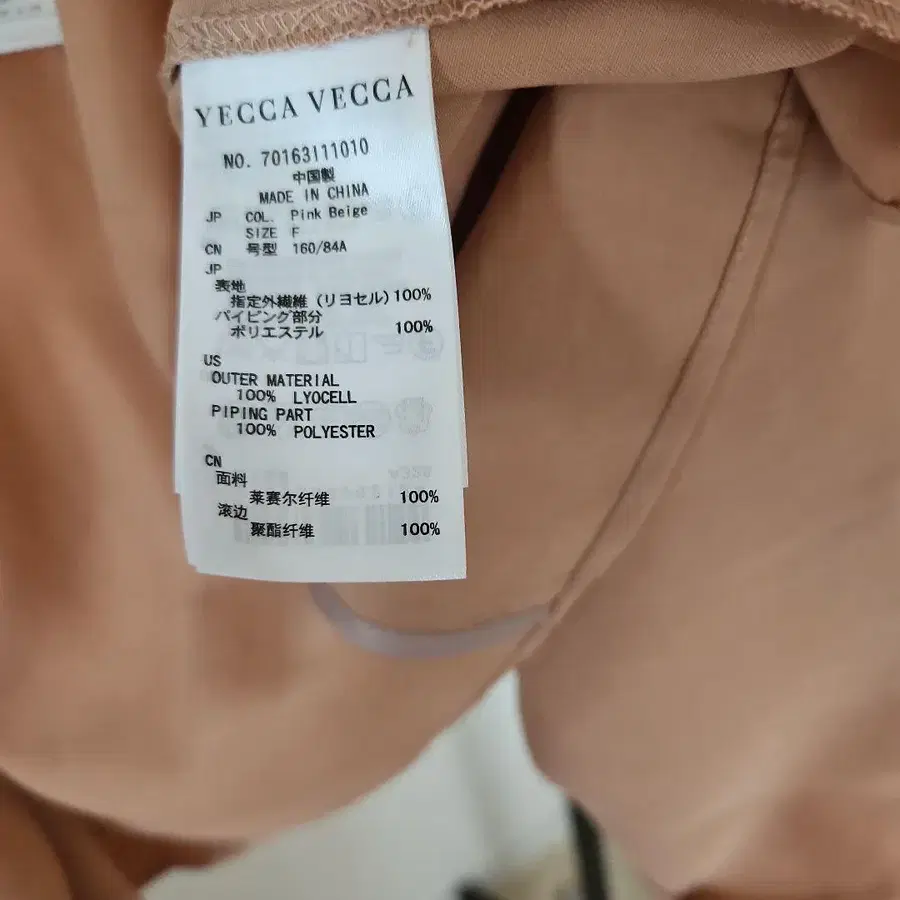 YECCA VECCA
NO. 70163111010
中国製
MADE IN CHINA
JP COL. Pink Beige
SIZE F
CN 号型 160/84A
JP
表地
指定外繊維 (リヨセル) 100%
パイピング部分
ポリエステル 100%
US
OUTER MATERIAL
100% LYOCELL
PIPING PART
100% POLYESTER
CN
面料
莱赛尔纤维 100%
滚边
聚酯纤维 100%